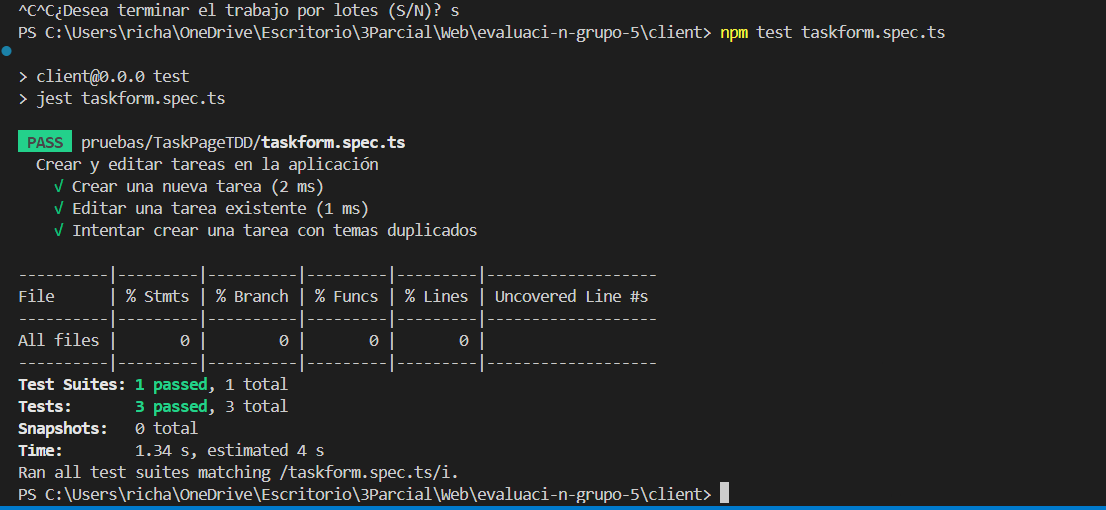 ^C^C¿Desea terminar el trabajo por lotes (S/N)? s
PS C:\Users\richa\OneDrive\Escritorio\3Parcial\Web\evaluaci-n-grupo-5\client> npm test taskform.spec.ts
> client@0.0.0 test
> jest taskform.spec.ts
PASS pruebas/TaskPageTDD/taskform.spec.ts
Crear y editar tareas en la aplicación
√ Crear una nueva tarea (2 ms)
√ Editar una tarea existente (1 ms)
√ Intentar crear una tarea con temas duplicados
----------|---------|----------|---------|---------|-------------------
File      | % Stmts | % Branch | % Funcs | % Lines | Uncovered Line #s
----------|---------|----------|---------|---------|-------------------
All files |       0 |        0 |       0 |       0 |
----------|---------|----------|---------|---------|-------------------
Test Suites: 1 passed, 1 total
Tests:       3 passed, 3 total
Snapshots:   0 total
Time:        1.34 s, estimated 4 s
Ran all test suites matching /taskform.spec.ts/i.
PS C:\Users\richa\OneDrive\Escritorio\3Parcial\Web\evaluaci-n-grupo-5\client>